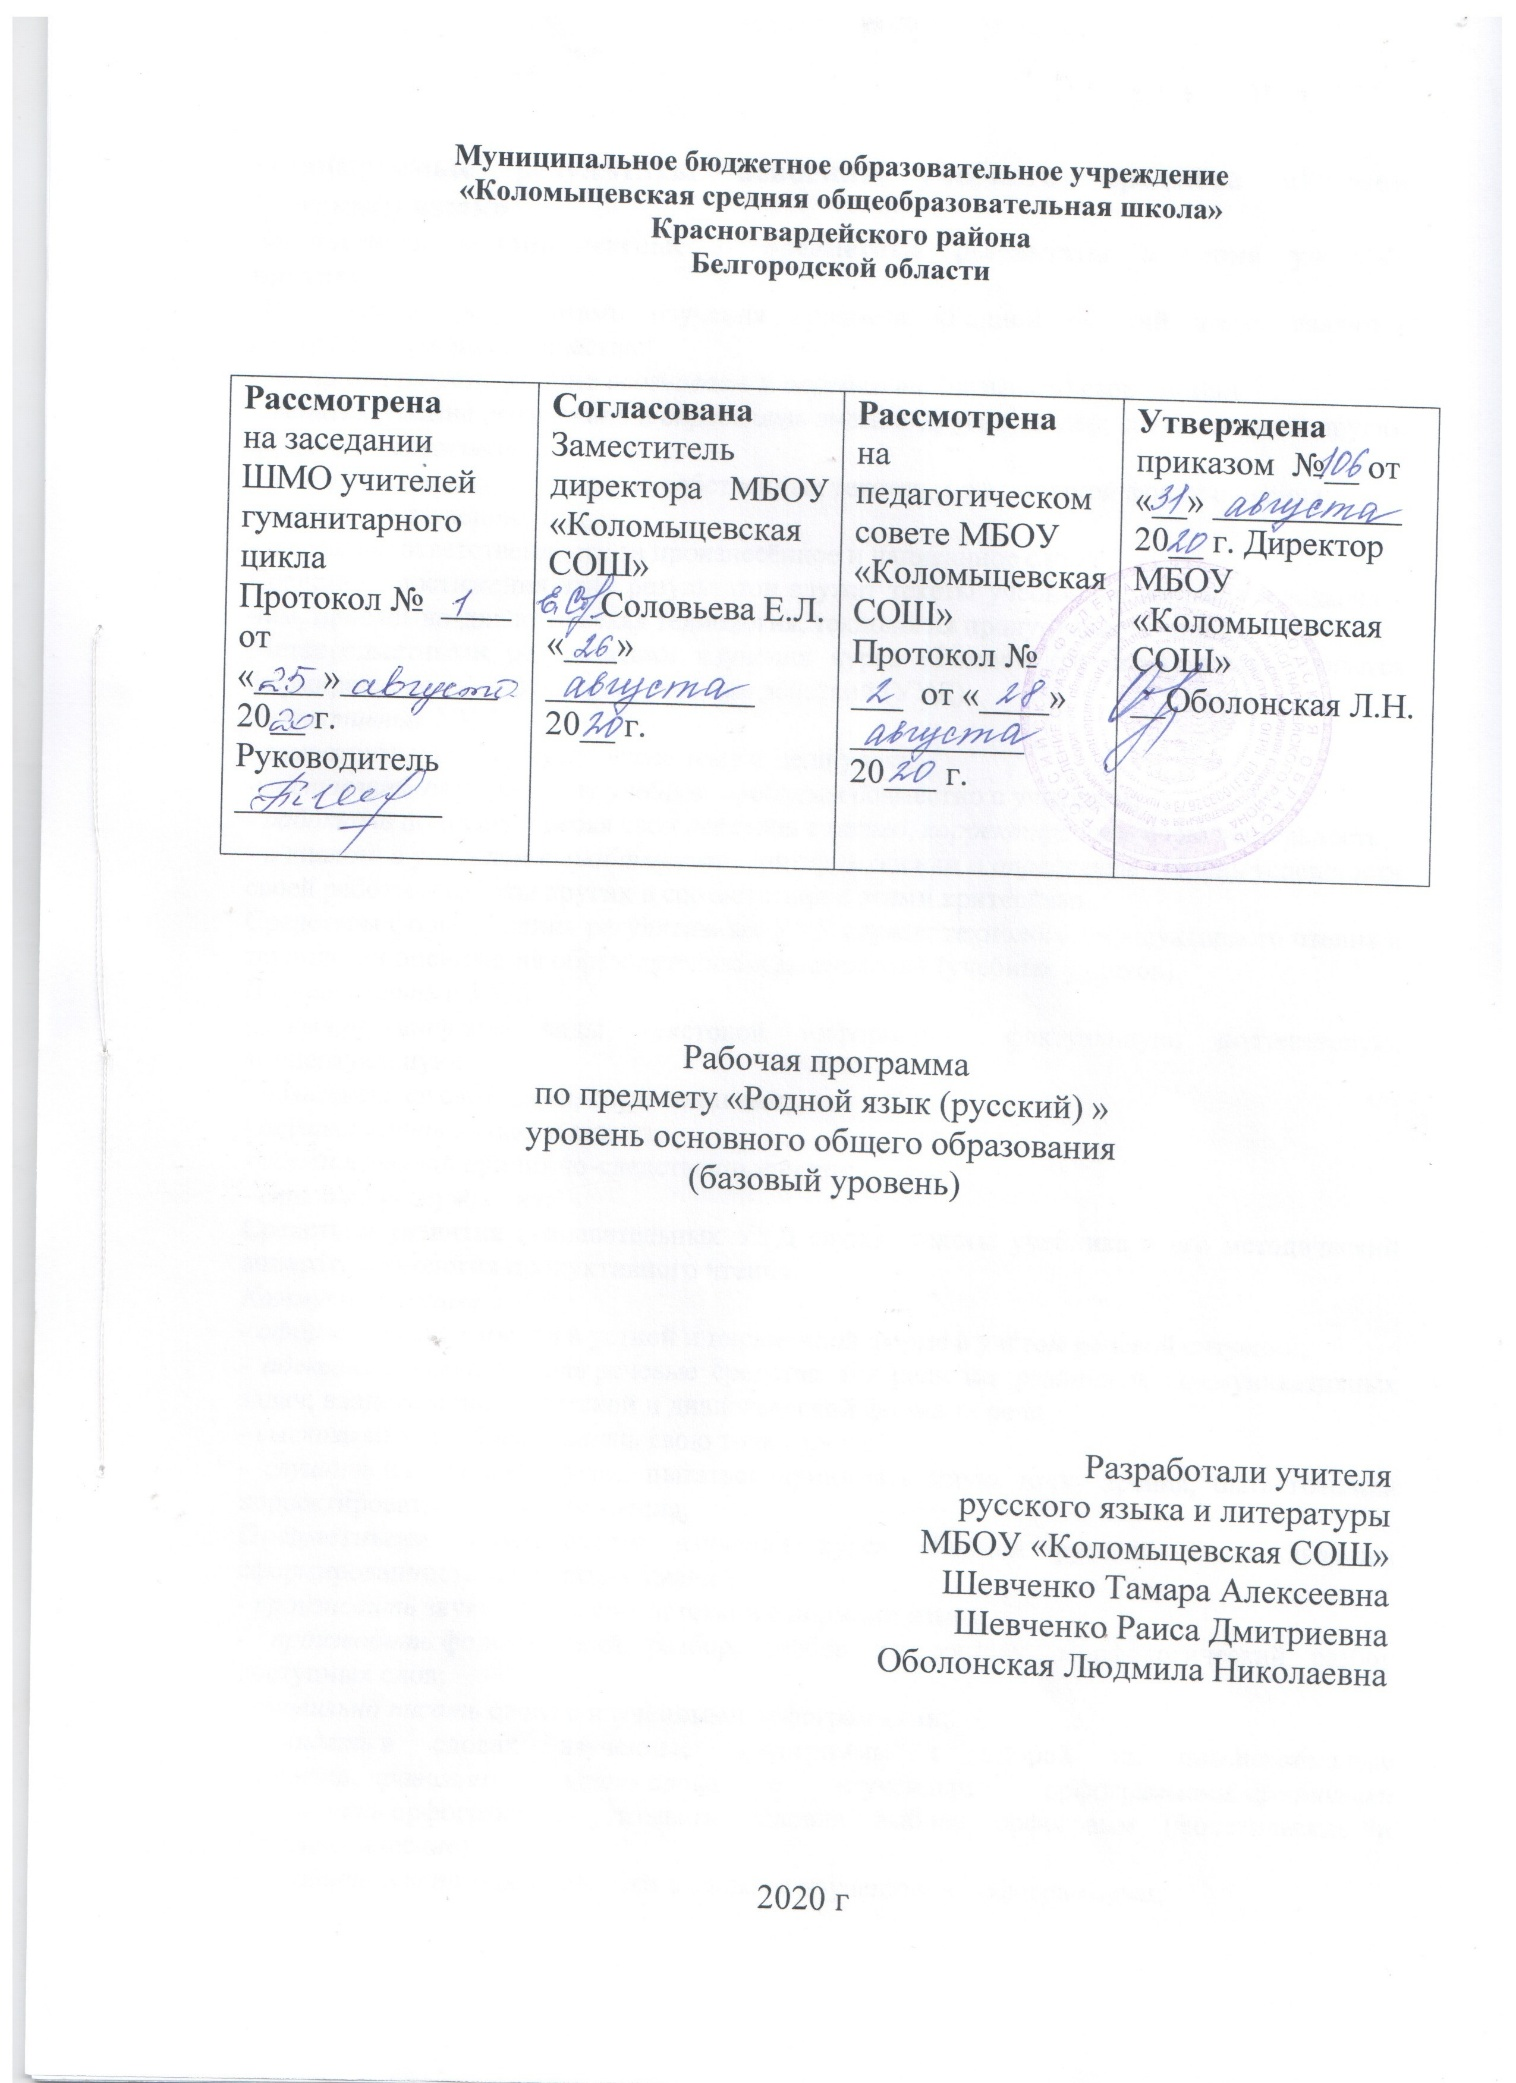 Муниципальное бюджетное образовательное учреждение
«Коломыцевская средняя общеобразовательная школа»
Красногвардейского района
Белгородской области
Рассмотрена
на заседании
ШМО учителей
гуманитарного
цикла
Протокол № 1
от
«25» августа
2020 г.
Руководитель
Согласована
Заместитель
директора МБОУ
«Коломыцевская
СОШ»
Соловьева Е.Л.
«26»
августа
2020 г.
Рассмотрена
на
педагогическом
совете МБОУ
«Коломыцевская
СОШ»
Протокол №
2 от «28»
августа
2020 г.
Утверждена
приказом № 106 от
«31» августа
2020 г. Директор
МБОУ
«Коломыцевская
СОШ»
Оболонская Л.Н.
Рабочая программа
по предмету «Родной язык (русский) »
уровень основного общего образования
(базовый уровень)
Разработали учителя
русского языка и литературы
МБОУ «Коломыцевская СОШ»
Шевченко Тамара Алексеевна
Шевченко Раиса Дмитриевна
Оболонская Людмила Николаевна
2020 г